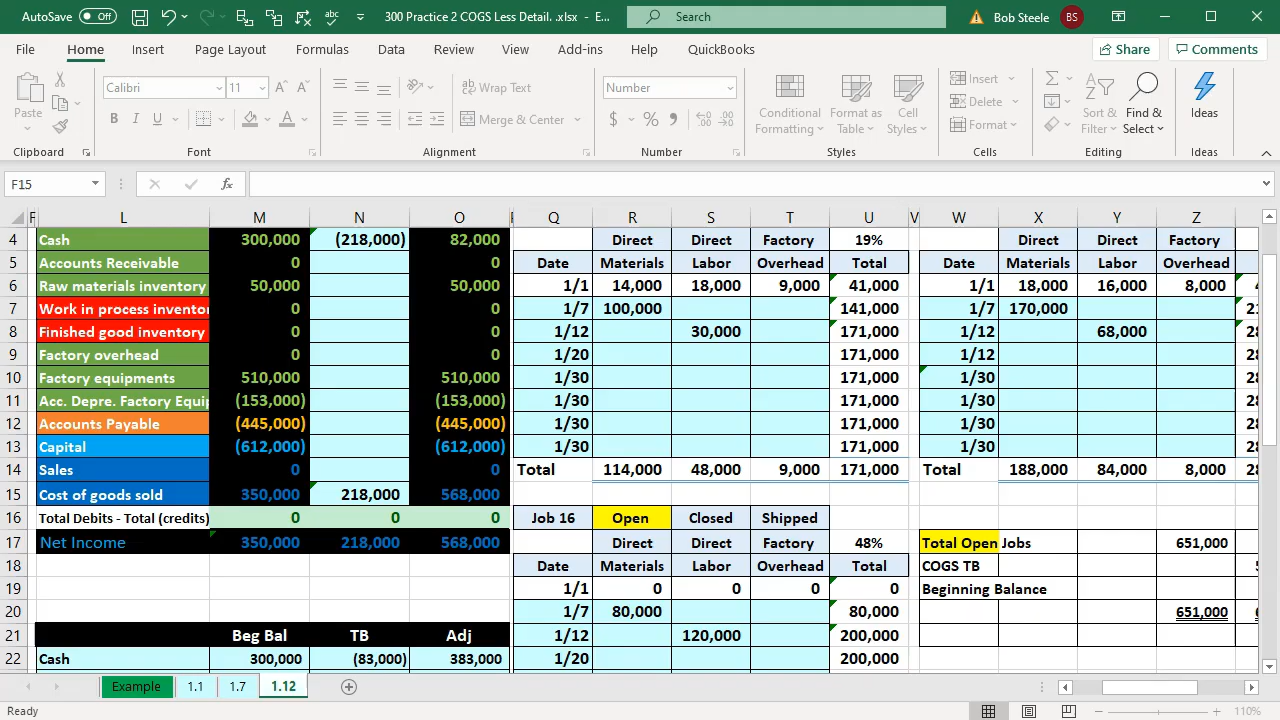 AutoSave Off 300 Practice 2 COGS Less Detail. .xlsx - E... Search Bob Steele BS
File Home Insert Page Layout Formulas Data Review View Add-ins Help QuickBooks Share Comments
Paste Calibri 11 Wrap Text Number Conditional Formatting Format as Table Cell Styles Insert Sort & Filter Find & Select Ideas
B I U Merge & Center $ % Delete
Format
Clipboard Font Alignment Number Styles Cells Editing Ideas
F15 fx
F L M N O Q R S T U V W X Y Z
4 Cash 300,000 (218,000) 82,000 Direct Direct Factory 19% Direct Direct Factory
5 Accounts Receivable 0 0 Date Materials Labor Overhead Total Date Materials Labor Overhead
6 Raw materials inventory 50,000 50,000 1/1 14,000 18,000 9,000 41,000 1/1 18,000 16,000 8,000
7 Work in process invento 0 0 1/7 100,000 141,000 1/7 170,000
8 Finished good inventory 0 0 1/12 30,000 171,000 1/12 68,000
9 Factory overhead 0 0 1/20 171,000 1/12
10 Factory equipments 510,000 510,000 1/30 171,000 1/30
11 Acc. Depre. Factory Equip (153,000) (153,000) 1/30 171,000 1/30
12 Accounts Payable (445,000) (445,000) 1/30 171,000 1/30
13 Capital (612,000) (612,000) 1/30 171,000 1/30
14 Sales 0 0 Total 114,000 48,000 9,000 171,000 Total 188,000 84,000 8,000
15 Cost of goods sold 350,000 218,000 568,000
16 Total Debits - Total (credits) 0 0 0 Job 16 Open Closed Shipped
17 Net Income 350,000 218,000 568,000 Direct Direct Factory 48% Total Open Jobs 651,000
18 Date Materials Labor Overhead Total COGS TB
19 1/1 0 0 0 0 Beginning Balance
20 1/7 80,000 80,000 651,000
21 Beg Bal TB Adj 1/12 120,000 200,000
22 Cash 300,000 (83,000) 383,000 1/20 200,000
Example 1.1 1.7 1.12
Ready 110%